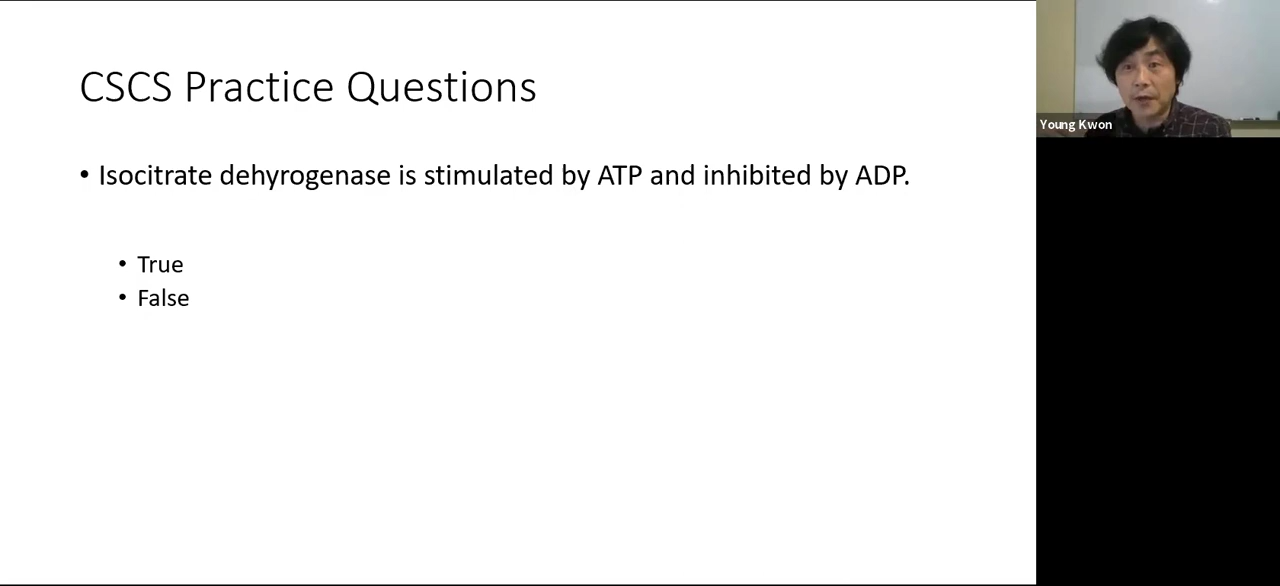 CSCS Practice Questions
• Isocitrate dehyrogenase is stimulated by ATP and inhibited by ADP.
• True
• False
Young Kwon